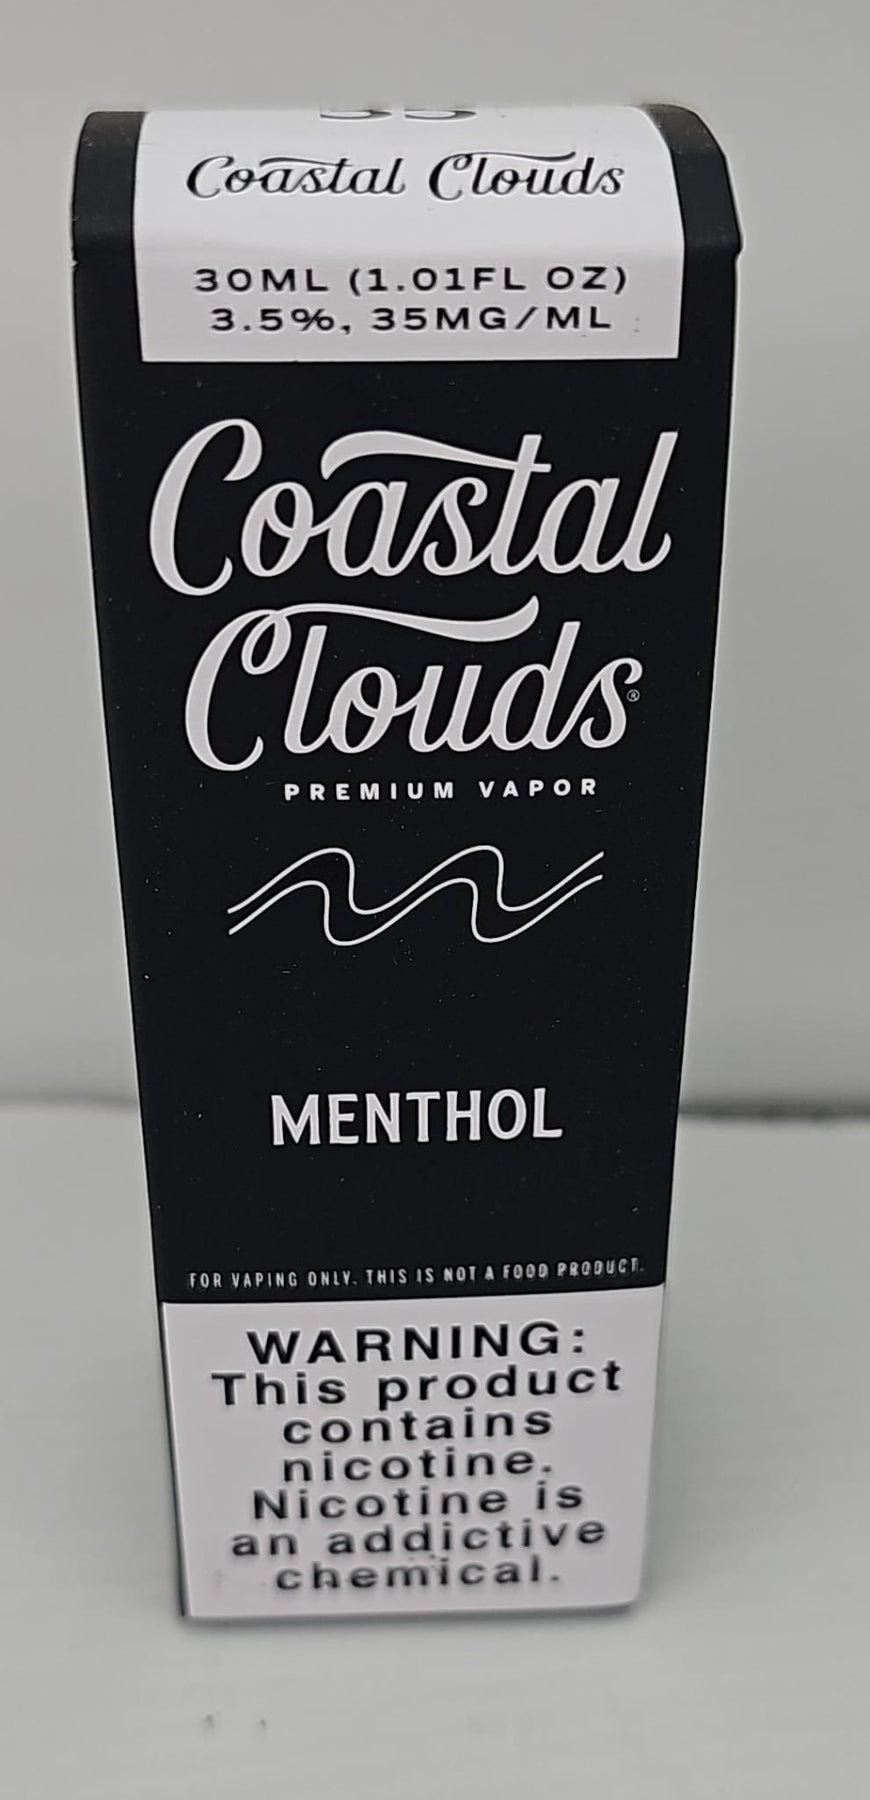 35
Coastal Clouds
30ML (1.01FL OZ)
3.5%, 35MG/ML
Coastal
Clouds®
PREMIUM VAPOR
MENTHOL
FOR VAPING ONLY. THIS IS NOT A FOOD PRODUCT.
WARNING:
This product
contains
nicotine.
Nicotine is
an addictive
chemical.